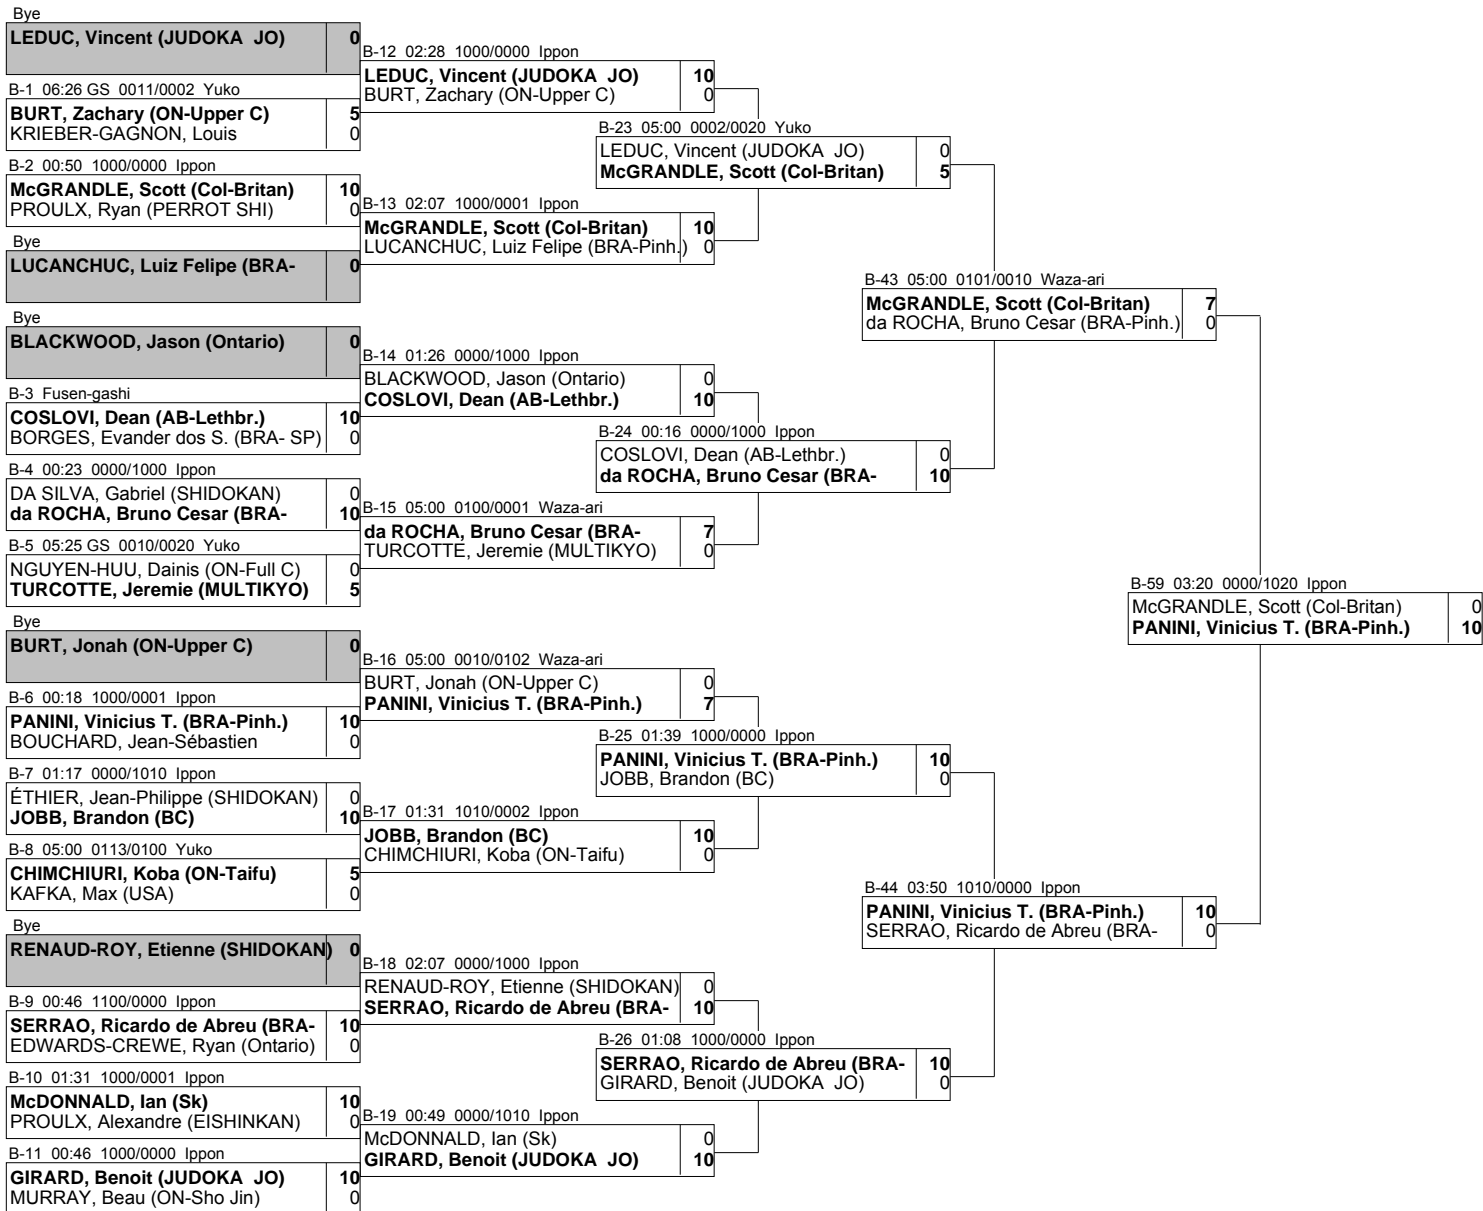 Bye
LEDUC, Vincent (JUDOKA JO) 0
B-1 06:26 GS 0011/0002 Yuko
BURT, Zachary (ON-Upper C) 5
KRIEBER-GAGNON, Louis 0
B-2 00:50 1000/0000 Ippon
McGRANDLE, Scott (Col-Britan) 10
PROULX, Ryan (PERROT SHI) 0
Bye
LUCANCHUC, Luiz Felipe (BRA- 0
Bye
BLACKWOOD, Jason (Ontario) 0
B-3 Fusen-gashi
COSLOVI, Dean (AB-Lethbr.) 10
BORGES, Evander dos S. (BRA- SP) 0
B-4 00:23 0000/1000 Ippon
DA SILVA, Gabriel (SHIDOKAN) 0
da ROCHA, Bruno Cesar (BRA- 10
B-5 05:25 GS 0010/0020 Yuko
NGUYEN-HUU, Dainis (ON-Full C) 0
TURCOTTE, Jeremie (MULTIKYO) 5
Bye
BURT, Jonah (ON-Upper C) 0
B-6 00:18 1000/0001 Ippon
PANINI, Vinicius T. (BRA-Pinh.) 10
BOUCHARD, Jean-Sébastien 0
B-7 01:17 0000/1010 Ippon
ÉTHIER, Jean-Philippe (SHIDOKAN) 0
JOBB, Brandon (BC) 10
B-8 05:00 0113/0100 Yuko
CHIMCHIURI, Koba (ON-Taifu) 5
KAFKA, Max (USA) 0
Bye
RENAUD-ROY, Etienne (SHIDOKAN) 0
B-9 00:46 1100/0000 Ippon
SERRAO, Ricardo de Abreu (BRA- 10
EDWARDS-CREWE, Ryan (Ontario) 0
B-10 01:31 1000/0001 Ippon
McDONNALD, Ian (Sk) 10
PROULX, Alexandre (EISHINKAN) 0
B-11 00:46 1000/0000 Ippon
GIRARD, Benoit (JUDOKA JO) 10
MURRAY, Beau (ON-Sho Jin) 0
B-12 02:28 1000/0000 Ippon
LEDUC, Vincent (JUDOKA JO) 10
BURT, Zachary (ON-Upper C) 0
B-13 02:07 1000/0001 Ippon
McGRANDLE, Scott (Col-Britan) 10
LUCANCHUC, Luiz Felipe (BRA-Pinh.) 0
B-14 01:26 0000/1000 Ippon
BLACKWOOD, Jason (Ontario) 0
COSLOVI, Dean (AB-Lethbr.) 10
B-15 05:00 0100/0001 Waza-ari
da ROCHA, Bruno Cesar (BRA- 7
TURCOTTE, Jeremie (MULTIKYO) 0
B-16 05:00 0010/0102 Waza-ari
BURT, Jonah (ON-Upper C) 0
PANINI, Vinicius T. (BRA-Pinh.) 7
B-17 01:31 1010/0002 Ippon
JOBB, Brandon (BC) 10
CHIMCHIURI, Koba (ON-Taifu) 0
B-18 02:07 0000/1000 Ippon
RENAUD-ROY, Etienne (SHIDOKAN) 0
SERRAO, Ricardo de Abreu (BRA- 10
B-19 00:49 0000/1010 Ippon
McDONNALD, Ian (Sk) 0
GIRARD, Benoit (JUDOKA JO) 10
B-23 05:00 0002/0020 Yuko
LEDUC, Vincent (JUDOKA JO) 0
McGRANDLE, Scott (Col-Britan) 5
B-24 00:16 0000/1000 Ippon
COSLOVI, Dean (AB-Lethbr.) 0
da ROCHA, Bruno Cesar (BRA- 10
B-25 01:39 1000/0000 Ippon
PANINI, Vinicius T. (BRA-Pinh.) 10
JOBB, Brandon (BC) 0
B-26 01:08 1000/0000 Ippon
SERRAO, Ricardo de Abreu (BRA- 10
GIRARD, Benoit (JUDOKA JO) 0
B-43 05:00 0101/0010 Waza-ari
McGRANDLE, Scott (Col-Britan) 7
da ROCHA, Bruno Cesar (BRA-Pinh.) 0
B-44 03:50 1010/0000 Ippon
PANINI, Vinicius T. (BRA-Pinh.) 10
SERRAO, Ricardo de Abreu (BRA- 0
B-59 03:20 0000/1020 Ippon
McGRANDLE, Scott (Col-Britan) 0
PANINI, Vinicius T. (BRA-Pinh.) 10